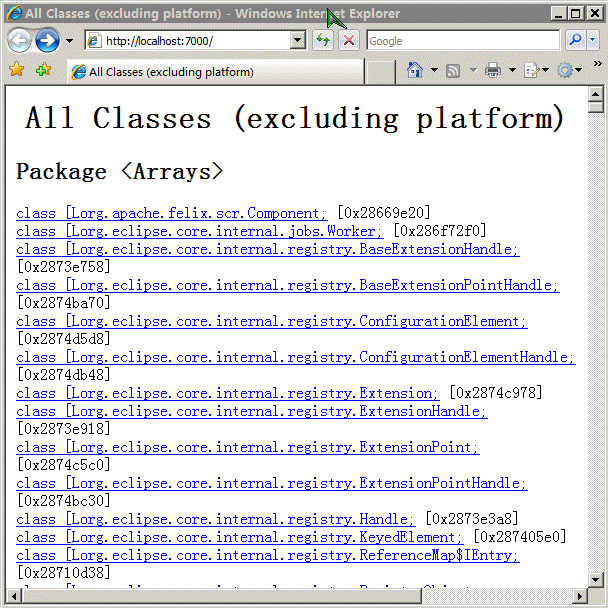 All Classes (excluding platform) - Windows Internet Explorer
http://localhost:7000/
Google
All Classes (excluding platform)
All Classes (excluding platform)
Package <Arrays>
class [Lorg.apache.felix.scr.Component; [0x28669e20]
class [Lorg.eclipse.core.internal.jobs.Worker; [0x286f72f0]
class [Lorg.eclipse.core.internal.registry.BaseExtensionHandle;
[0x2873e758]
class [Lorg.eclipse.core.internal.registry.BaseExtensionPointHandle;
[0x2874ba70]
class [Lorg.eclipse.core.internal.registry.ConfigurationElement;
[0x2874d5d8]
class [Lorg.eclipse.core.internal.registry.ConfigurationElementHandle;
[0x2874db48]
class [Lorg.eclipse.core.internal.registry.Extension; [0x2874c978]
class [Lorg.eclipse.core.internal.registry.ExtensionHandle;
[0x2873e918]
class [Lorg.eclipse.core.internal.registry.ExtensionPoint;
[0x2874c5c0]
class [Lorg.eclipse.core.internal.registry.ExtensionPointHandle;
[0x2874bc30]
class [Lorg.eclipse.core.internal.registry.Handle; [0x2873e3a8]
class [Lorg.eclipse.core.internal.registry.KeyedElement; [0x287405e0]
class [Lorg.eclipse.core.internal.registry.ReferenceMap$IEntry;
[0x28710d38]